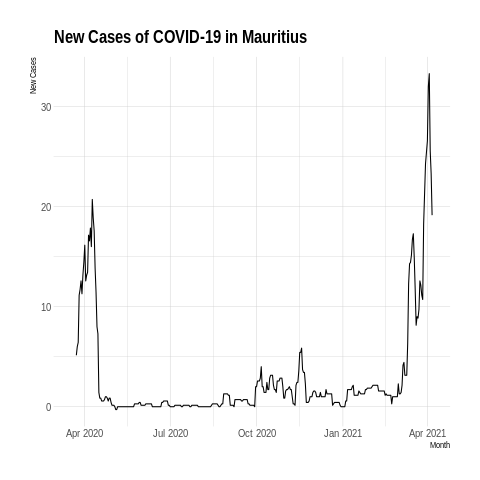 New Cases of COVID-19 in Mauritius
New Cases
30
20
10
0
Apr 2020 Jul 2020 Oct 2020 Jan 2021 Apr 2021
Month